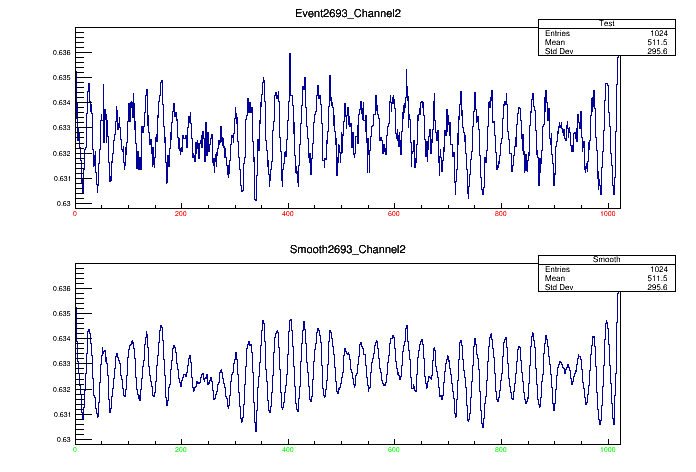 Event2693_Channel2
Test
Entries 1024
Mean 511.5
Std Dev 295.6
0.636
0.635
0.634
0.633
0.632
0.631
0.63
0 200 400 600 800 1000
Smooth2693_Channel2
Smooth
Entries 1024
Mean 511.5
Std Dev 295.6
0.636
0.635
0.634
0.633
0.632
0.631
0.63
0 200 400 600 800 1000